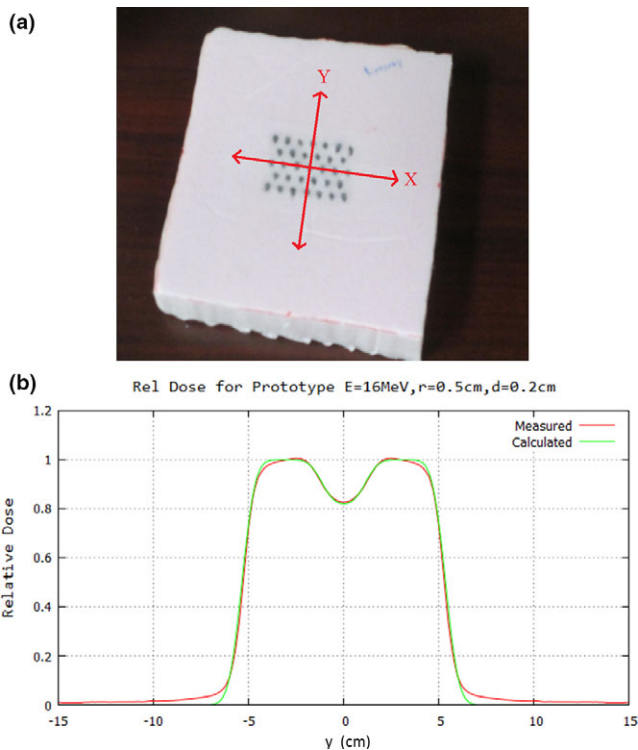 (a)
Y
X
(b)
Rel Dose for Prototype E=16MeV,r=0.5cm,d=0.2cm
Measured
Calculated
Relative Dose
1.2
1
0.8
0.6
0.4
0.2
0
-15
-10
-5
0
5
10
15
y (cm)